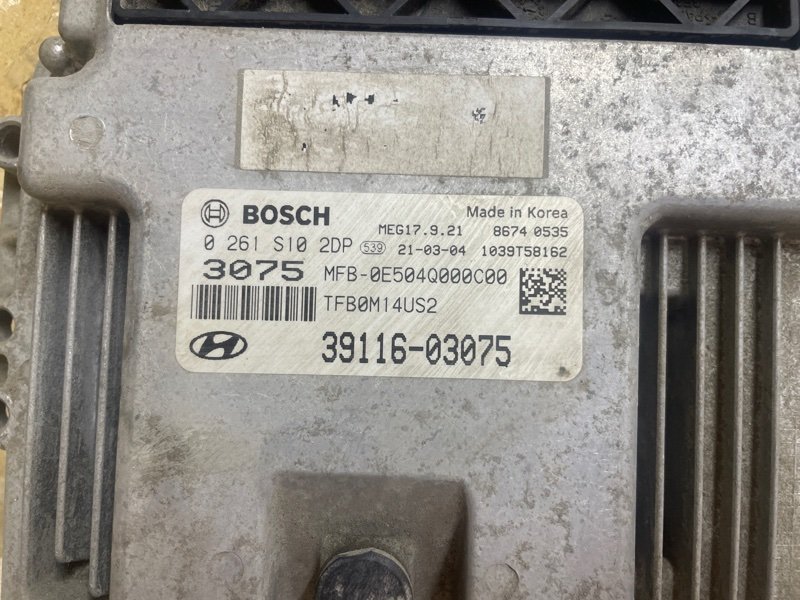 BOSCH
Made in Korea
MEG17.9.21
8674 0535
0 261 S10 2DP 539 21-03-04 1039T58162
3075 MFB-0E504Q000C00
TFB0M14US2
39116-03075